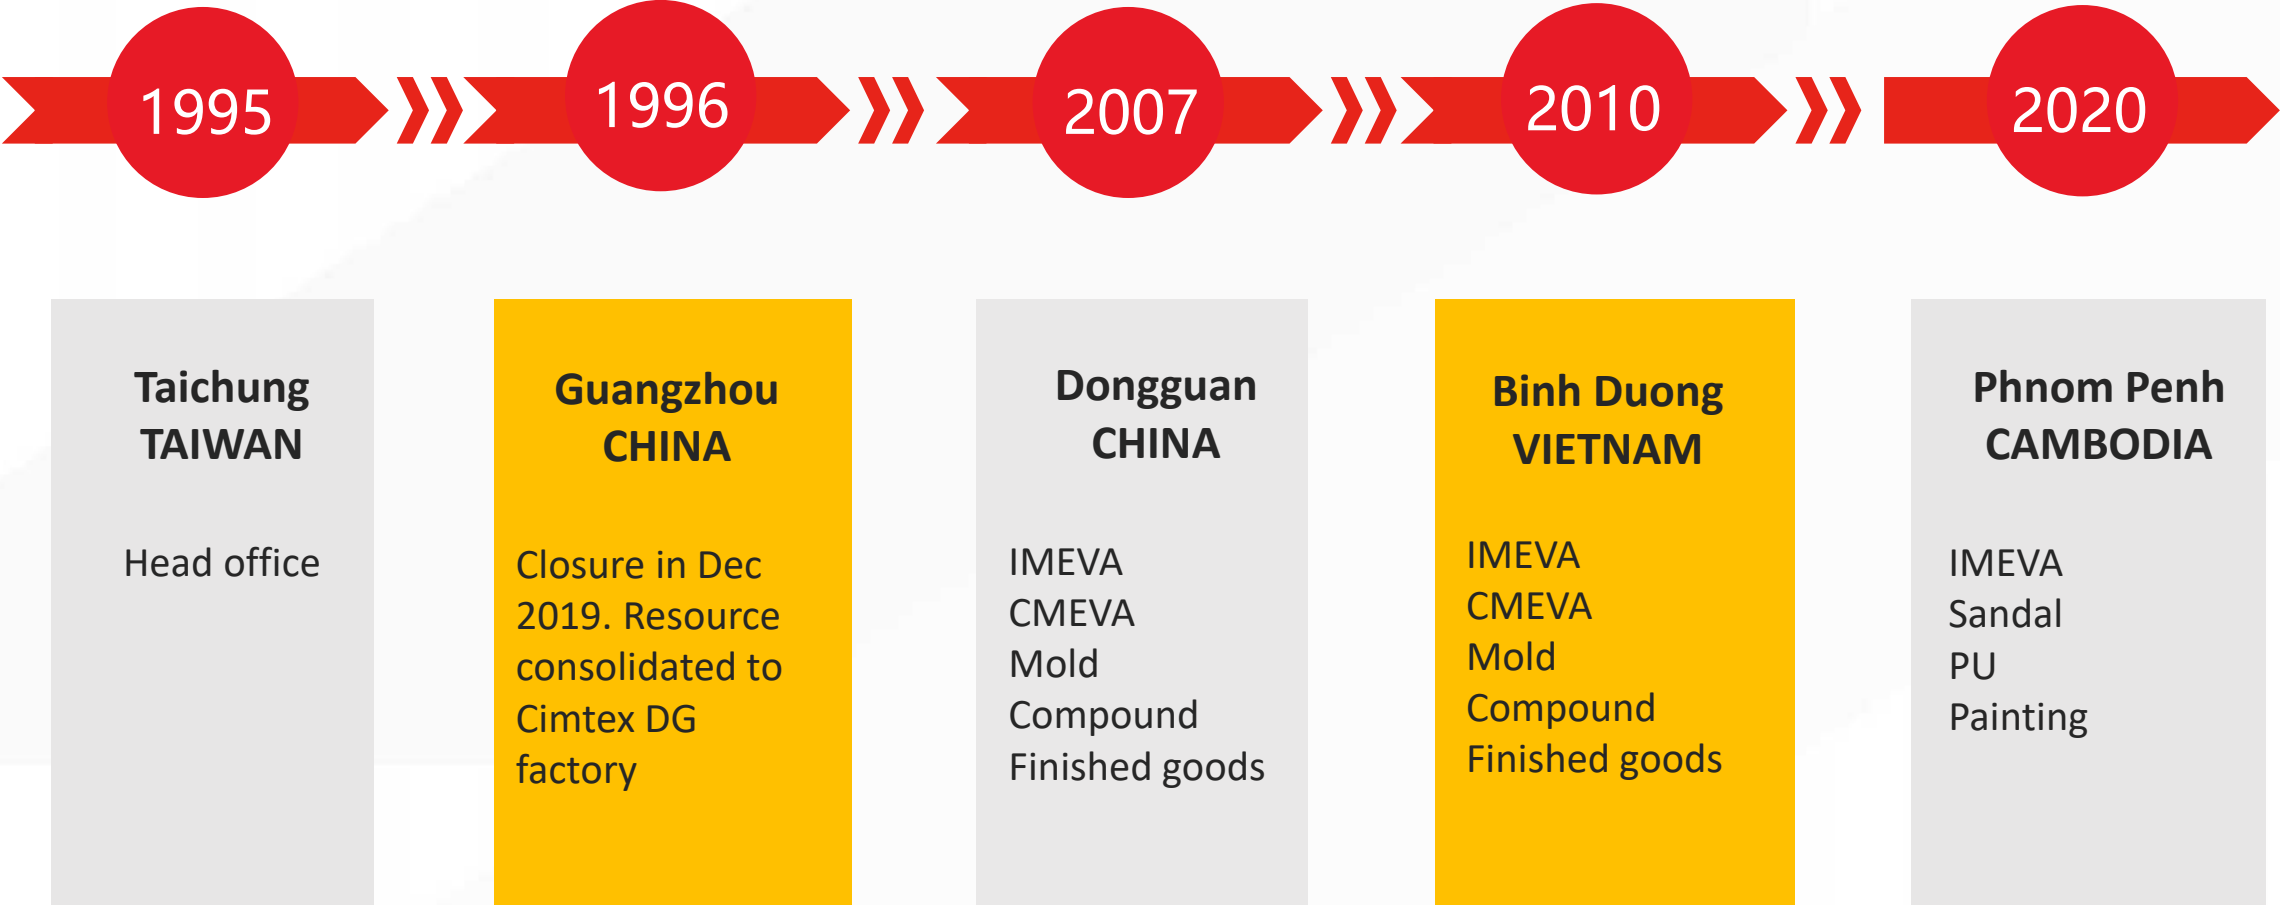 1995
1996
2007
2010
2020
Taichung
TAIWAN
Head office
Guangzhou
CHINA
Closure in Dec
2019. Resource
consolidated to
Cimtex DG
factory
Dongguan
CHINA
IMEVA
CMEVA
Mold
Compound
Finished goods
Binh Duong
VIETNAM
IMEVA
CMEVA
Mold
Compound
Finished goods
Phnom Penh
CAMBODIA
IMEVA
Sandal
PU
Painting